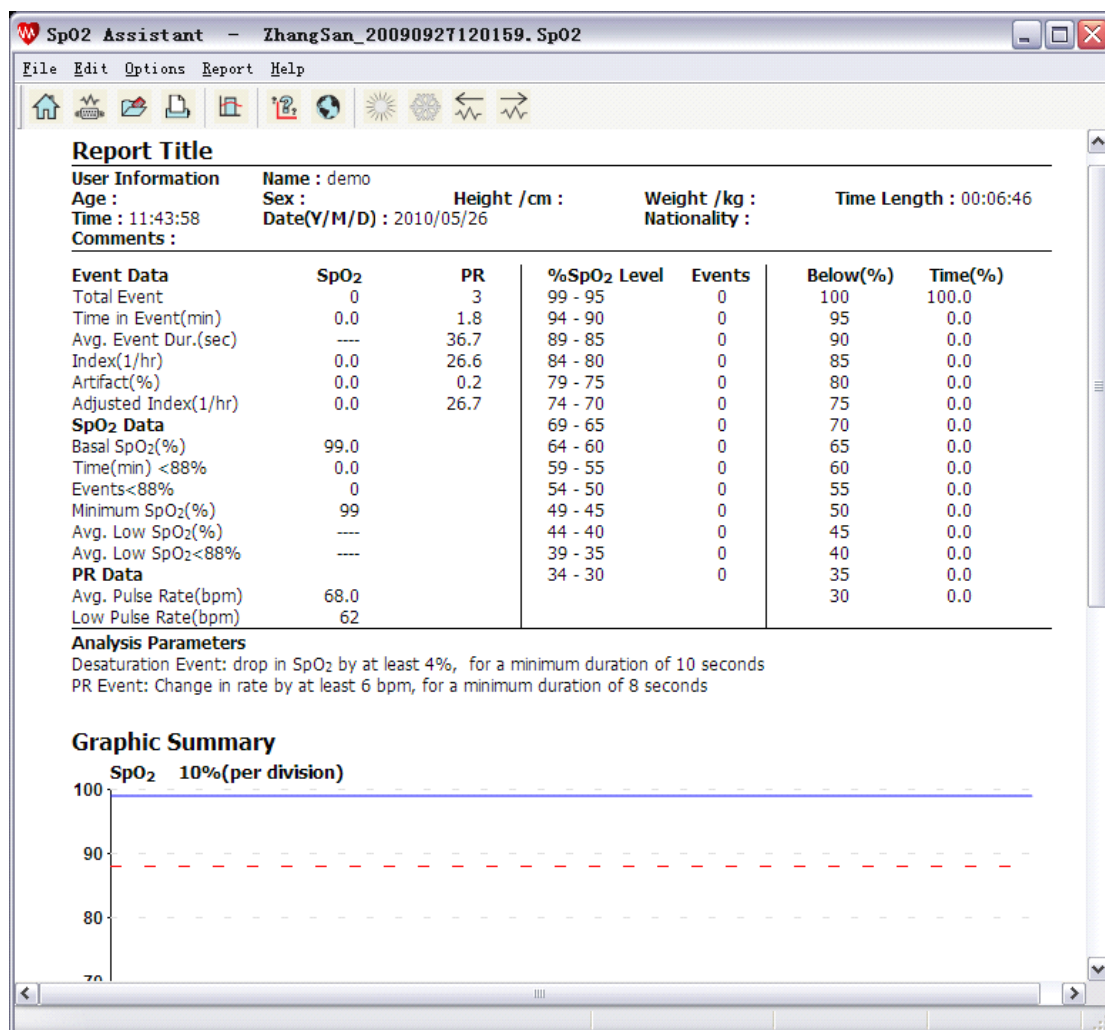 SpO2 Assistant - ZhangSan_20090927120159.SpO2
File Edit Options Report Help
Report Title
User Information Name : demo
Age : Sex : Height /cm : Weight /kg : Time Length : 00:06:46
Time : 11:43:58 Date(Y/M/D) : 2010/05/26 Nationality :
Comments :
Event Data SpO₂ PR %SpO₂ Level Events Below(%) Time(%)
Total Event 0 3 99 - 95 0 100 100.0
Time in Event(min) 0.0 1.8 94 - 90 0 95 0.0
Avg. Event Dur.(sec) ---- 36.7 89 - 85 0 90 0.0
Index(1/hr) 0.0 26.6 84 - 80 0 85 0.0
Artifact(%) 0.0 0.2 79 - 75 0 80 0.0
Adjusted Index(1/hr) 0.0 26.7 74 - 70 0 75 0.0
SpO₂ Data 69 - 65 0 70 0.0
Basal SpO₂(%) 99.0 64 - 60 0 65 0.0
Time(min) <88% 0.0 59 - 55 0 60 0.0
Events<88% 0 54 - 50 0 55 0.0
Minimum SpO₂(%) 99 49 - 45 0 50 0.0
Avg. Low SpO₂(%) ---- 44 - 40 0 45 0.0
Avg. Low SpO₂<88% ---- 39 - 35 0 40 0.0
PR Data 34 - 30 0 35 0.0
Avg. Pulse Rate(bpm) 68.0 30 0.0
Low Pulse Rate(bpm) 62
Analysis Parameters
Desaturation Event: drop in SpO₂ by at least 4%, for a minimum duration of 10 seconds
PR Event: Change in rate by at least 6 bpm, for a minimum duration of 8 seconds
Graphic Summary
SpO₂ 10%(per division)
100
90
80
70